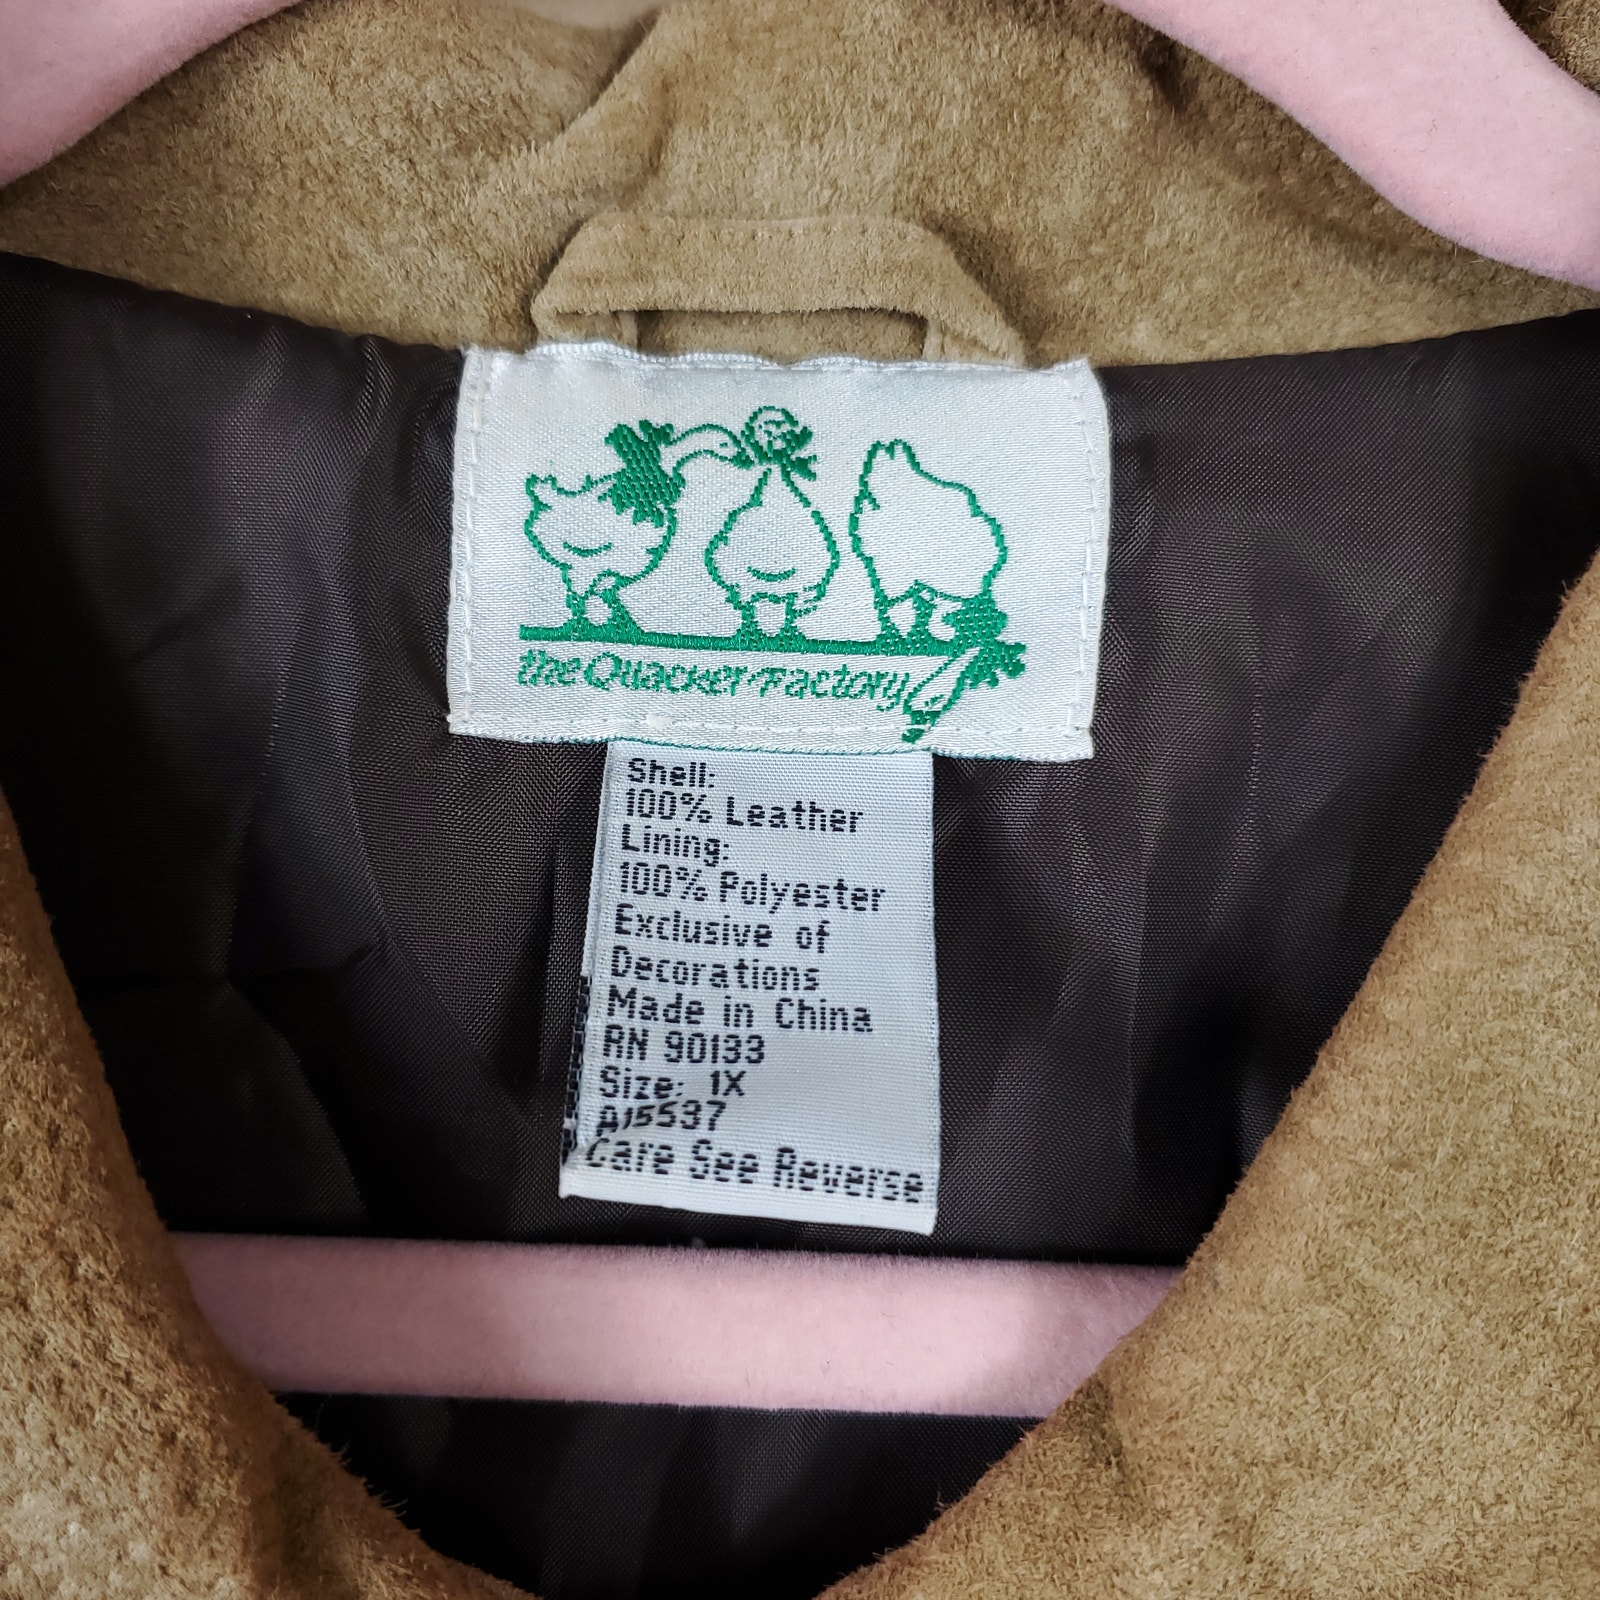 the Quacker Factory
Shell:
100% Leather
Lining:
100% Polyester
Exclusive of
Decorations
Made in China
RN 90133
Size: 1X
A15537
Care See Reverse